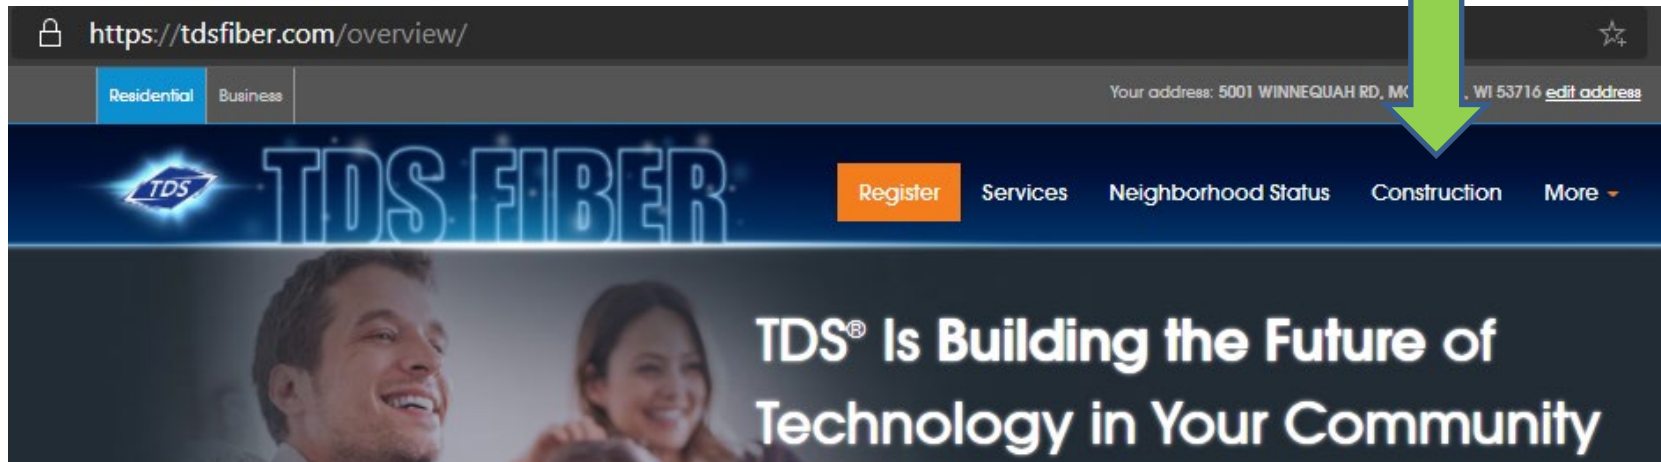 https://tdsfiber.com/overview/
Residential Business Your address: 5001 WINNEQUAH RD, WI 53716 edit address
TDS TDS FIBER Register Services Neighborhood Status Construction More
TDS® Is Building the Future of
Technology in Your Community